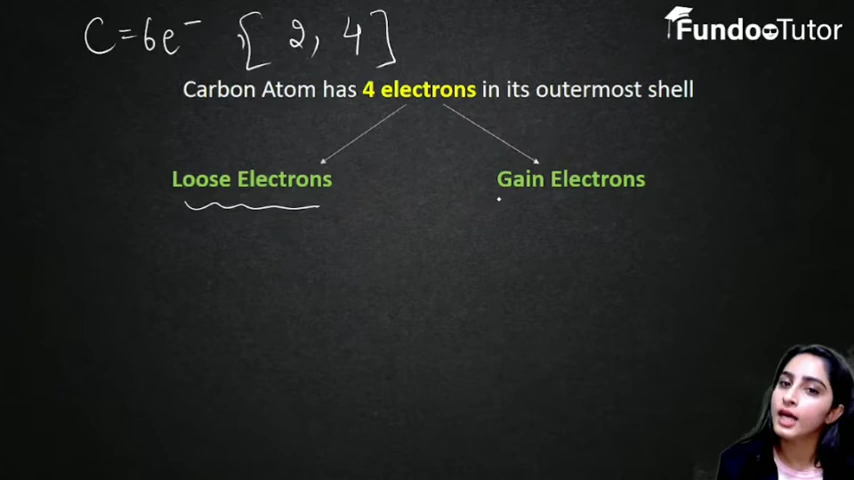 C = 6e⁻, [2, 4]
FundooTutor
Carbon Atom has 4 electrons in its outermost shell
Loose Electrons
Gain Electrons